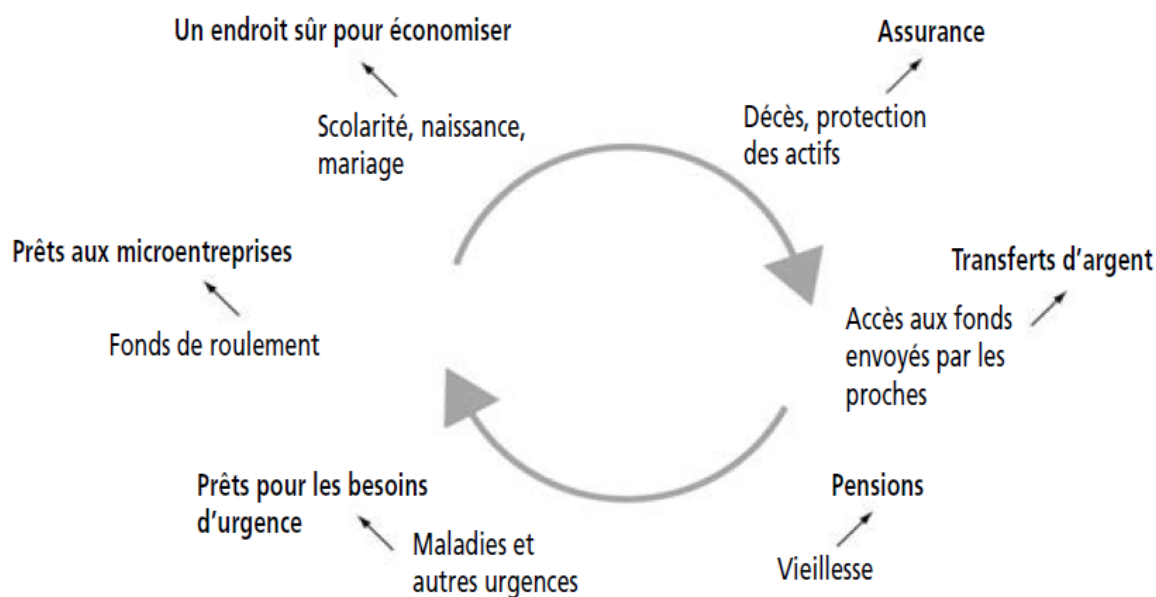 Un endroit sûr pour économiser
Assurance
Scolarité, naissance,
mariage
Décès, protection
des actifs
Prêts aux microentreprises
Transferts d’argent
Fonds de roulement
Accès aux fonds
envoyés par les
proches
Prêts pour les besoins
d’urgence
Pensions
Maladies et
autres urgences
Vieillesse